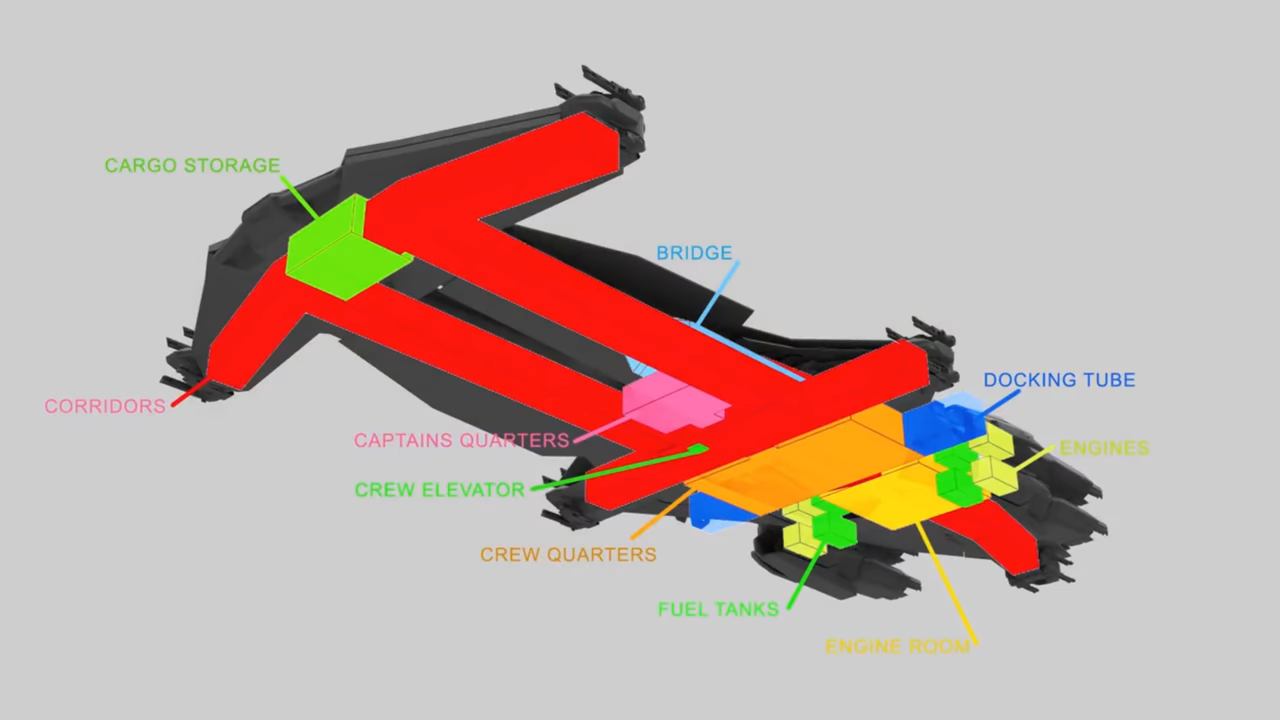 CARGO STORAGE
BRIDGE
DOCKING TUBE
CORRIDORS
CAPTAINS QUARTERS
ENGINES
CREW ELEVATOR
CREW QUARTERS
FUEL TANKS
ENGINE ROOM